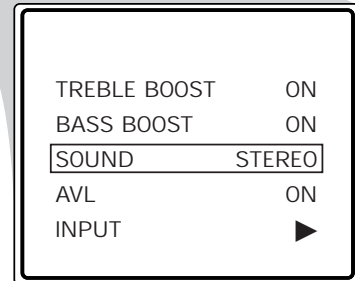 TREBLE BOOST ON
BASS BOOST ON
SOUND STEREO
AVL ON
INPUT ▶